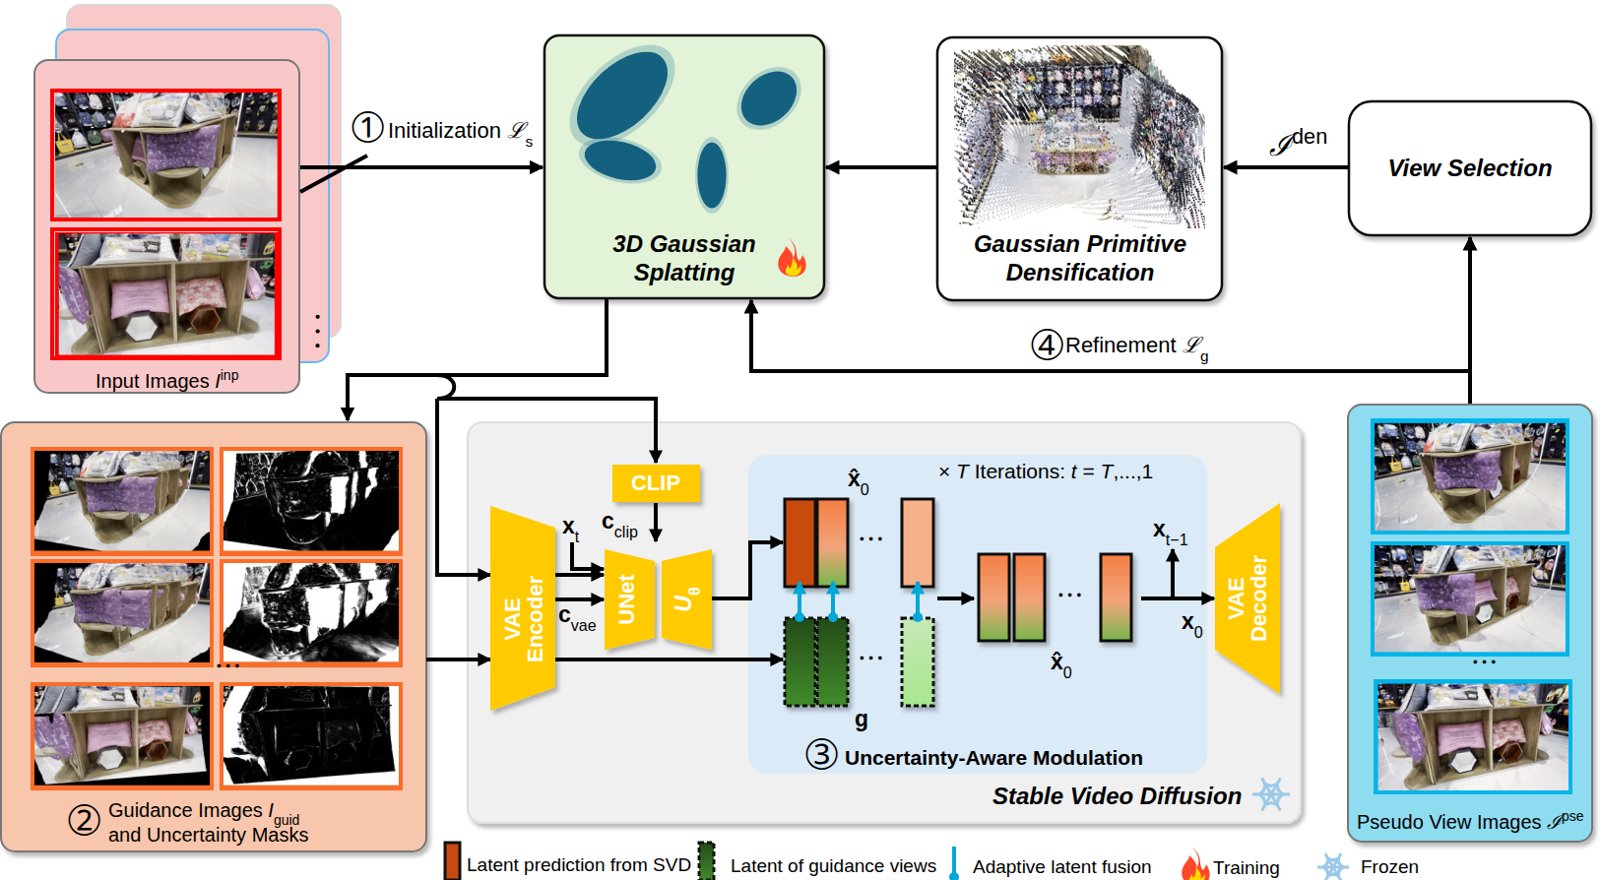 ① Initialization ℒs
3D Gaussian
Splatting
Gaussian Primitive
Densification
ℐden
View Selection
Input Images Iinp
④ Refinement ℒg
CLIP
x̂0
× T Iterations: t = T,...,1
xt
cclip
xt−1
VAE
Encoder
UNet
Uθ
cvae
x0
VAE
Decoder
x̂0
g
③ Uncertainty-Aware Modulation
Stable Video Diffusion
② Guidance Images Iguid
and Uncertainty Masks
Pseudo View Images ℐpse
Latent prediction from SVD
Latent of guidance views
Adaptive latent fusion
Training
Frozen